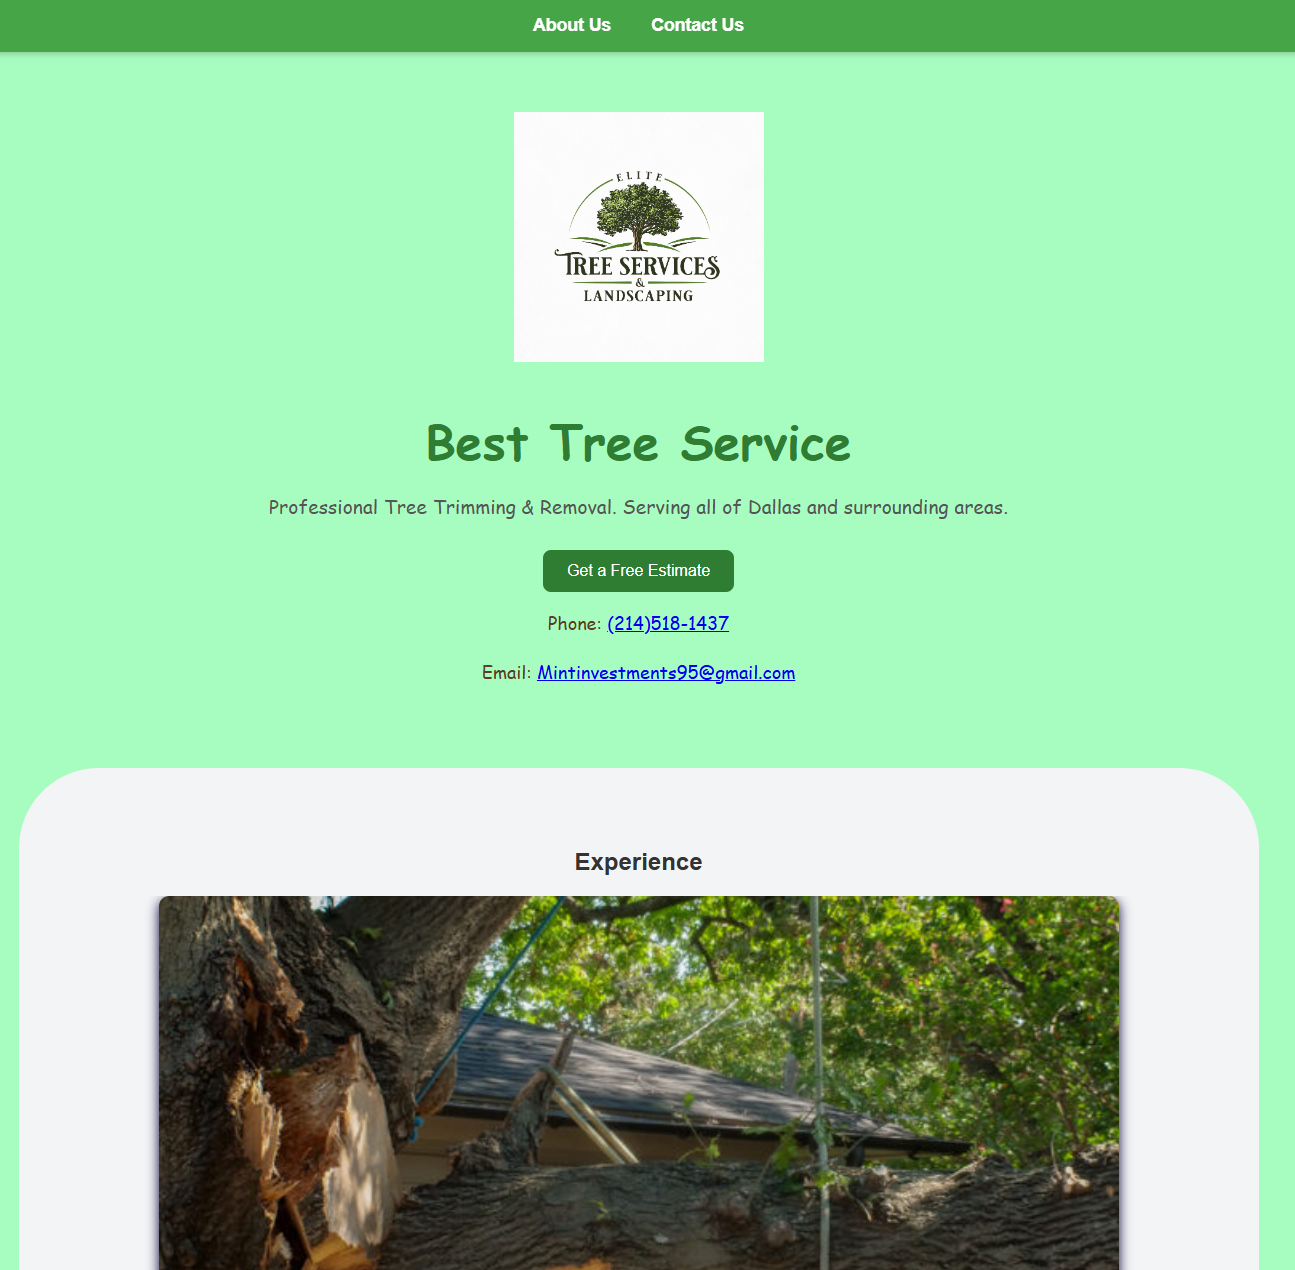 About Us Contact Us
ELITE
TREE SERVICES
&
LANDSCAPING
Best Tree Service
Professional Tree Trimming & Removal. Serving all of Dallas and surrounding areas.
Get a Free Estimate
Phone: (214)518-1437
Email: Mintinvestments95@gmail.com
Experience